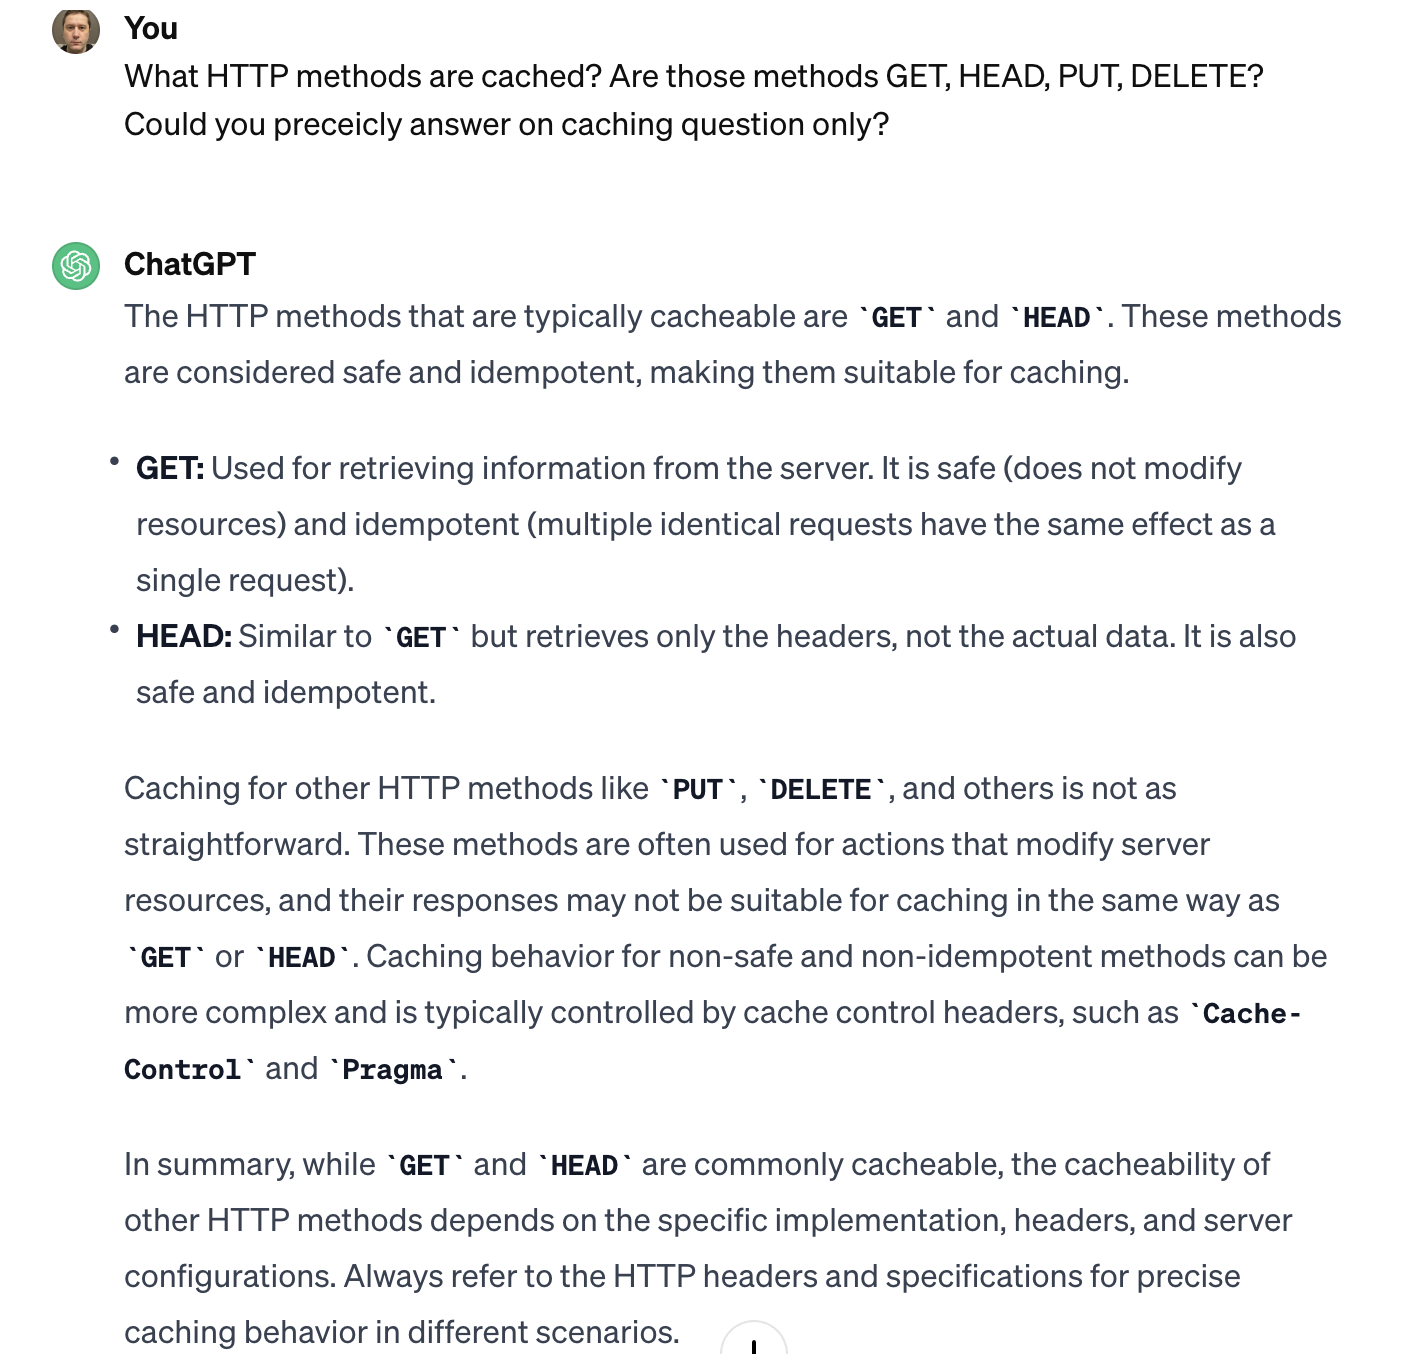 You
What HTTP methods are cached? Are those methods GET, HEAD, PUT, DELETE?
Could you preceicly answer on caching question only?
ChatGPT
The HTTP methods that are typically cacheable are `GET` and `HEAD`. These methods
are considered safe and idempotent, making them suitable for caching.
• GET: Used for retrieving information from the server. It is safe (does not modify
resources) and idempotent (multiple identical requests have the same effect as a
single request).
• HEAD: Similar to `GET` but retrieves only the headers, not the actual data. It is also
safe and idempotent.
Caching for other HTTP methods like `PUT`, `DELETE`, and others is not as
straightforward. These methods are often used for actions that modify server
resources, and their responses may not be suitable for caching in the same way as
`GET` or `HEAD`. Caching behavior for non-safe and non-idempotent methods can be
more complex and is typically controlled by cache control headers, such as `Cache-
Control` and `Pragma`.
In summary, while `GET` and `HEAD` are commonly cacheable, the cacheability of
other HTTP methods depends on the specific implementation, headers, and server
configurations. Always refer to the HTTP headers and specifications for precise
caching behavior in different scenarios.